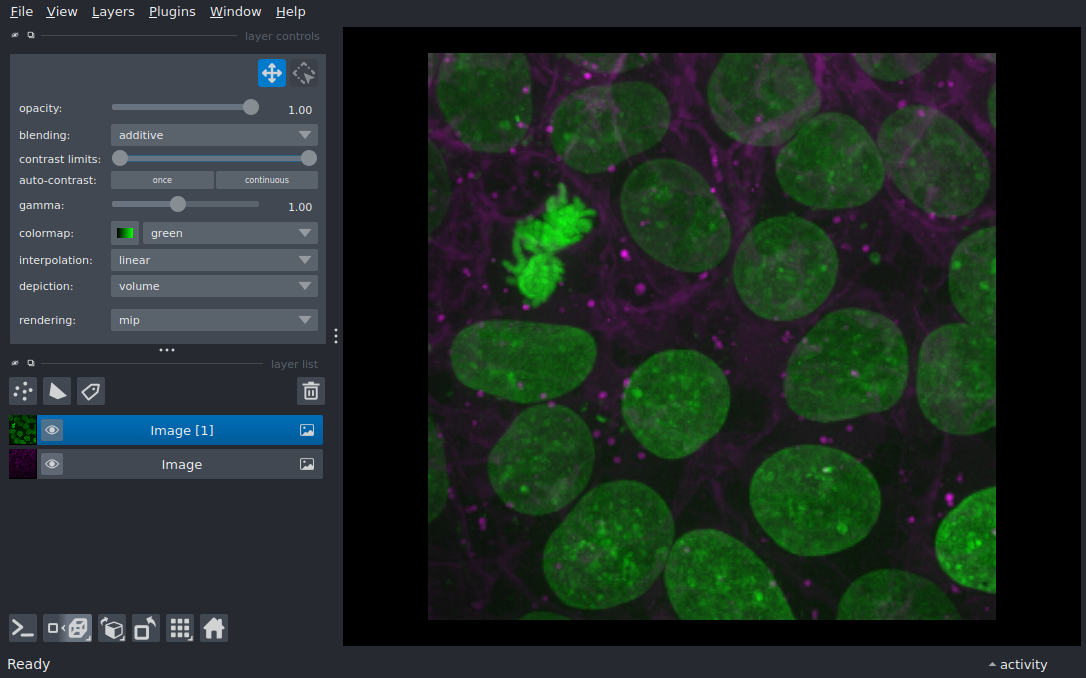 File View Layers Plugins Window Help
layer controls
opacity: 1.00
blending: additive
contrast limits:
auto-contrast: once continuous
gamma: 1.00
colormap: green
interpolation: linear
depiction: volume
rendering: mip
layer list
Image [1]
Image
Ready
activity